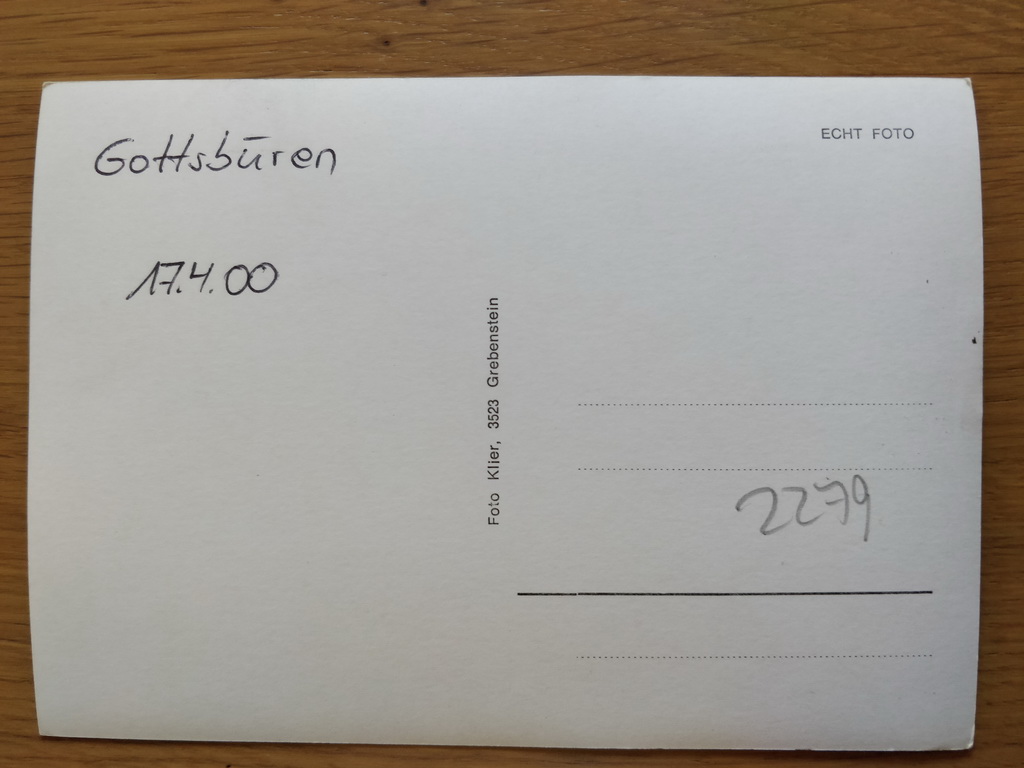 Gottsbüren
17.4.00
ECHT FOTO
Foto Klier, 3523 Grebenstein
2279